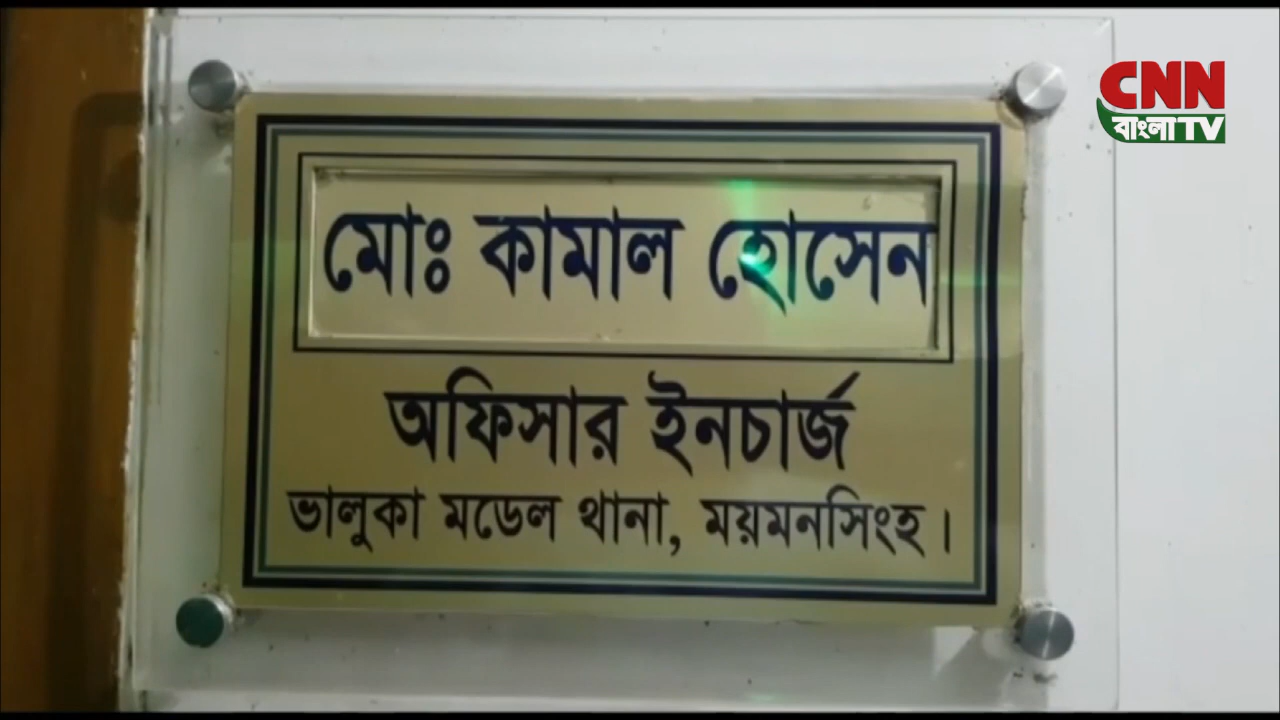 CNN
বাংলা TV
মোঃ কামাল হোসেন
অফিসার ইনচার্জ
ভালুকা মডেল থানা, ময়মনসিংহ।